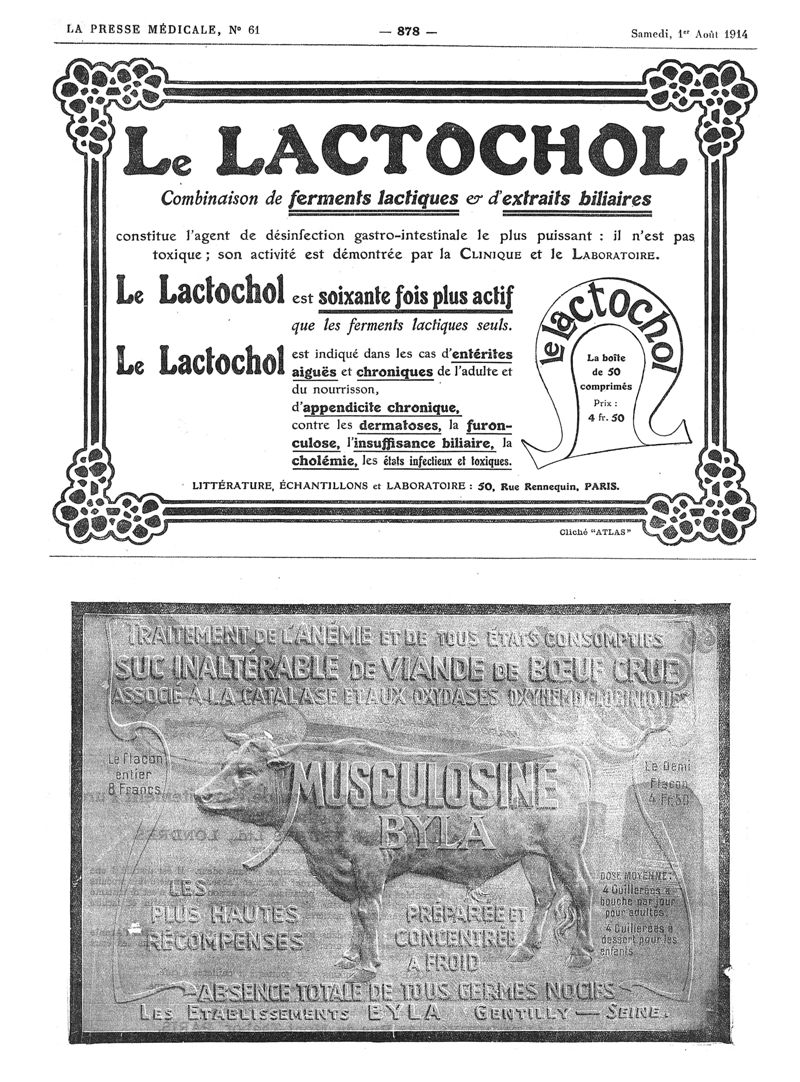 LA PRESSE MÉDICALE, N° 61
— 878 —
Samedi, 1er Août 1914
Le LACTOCHOL
Combinaison de ferments lactiques & d'extraits biliaires
constitue l'agent de désinfection gastro-intestinale le plus puissant : il n'est pas
toxique ; son activité est démontrée par la CLINIQUE et le LABORATOIRE.
Le Lactochol est soixante fois plus actif
que les ferments lactiques seuls.
Le Lactochol est indiqué dans les cas d'entérites
aiguës et chroniques de l'adulte et
du nourrisson,
d'appendicite chronique,
contre les dermatoses, la furon-
culose, l'insuffisance biliaire, la
cholémie, les états infectieux et toxiques.
le lactochol
La boîte
de 50
comprimés
Prix :
4 fr. 50
LITTÉRATURE, ÉCHANTILLONS et LABORATOIRE : 50, Rue Rennequin, PARIS.
Cliché "ATLAS"
TRAITEMENT DE L'ANÉMIE ET DE TOUS ÉTATS CONSOMPTIFS
SUC INALTÉRABLE DE VIANDE DE BŒUF CRUE
ASSOCIÉ À LA CATALASE ET AUX OXYDASES OXYHEMOGLOBINIQUES
Le Flacon
entier
8 Francs
Le Demi
Flacon
4 Fr.50
MUSCULOSINE
BYLA
DOSE MOYENNE:
4 Cuillerées à
bouche par jour
pour adultes.
4 Cuillerées à
dessert pour les
enfants
LES
PLUS HAUTES
RÉCOMPENSES
PRÉPARÉE ET
CONCENTRÉE
A FROID
ABSENCE TOTALE DE TOUS GERMES NOCIFS
LES ETABLISSEMENTS BYLA GENTILLY — SEINE.